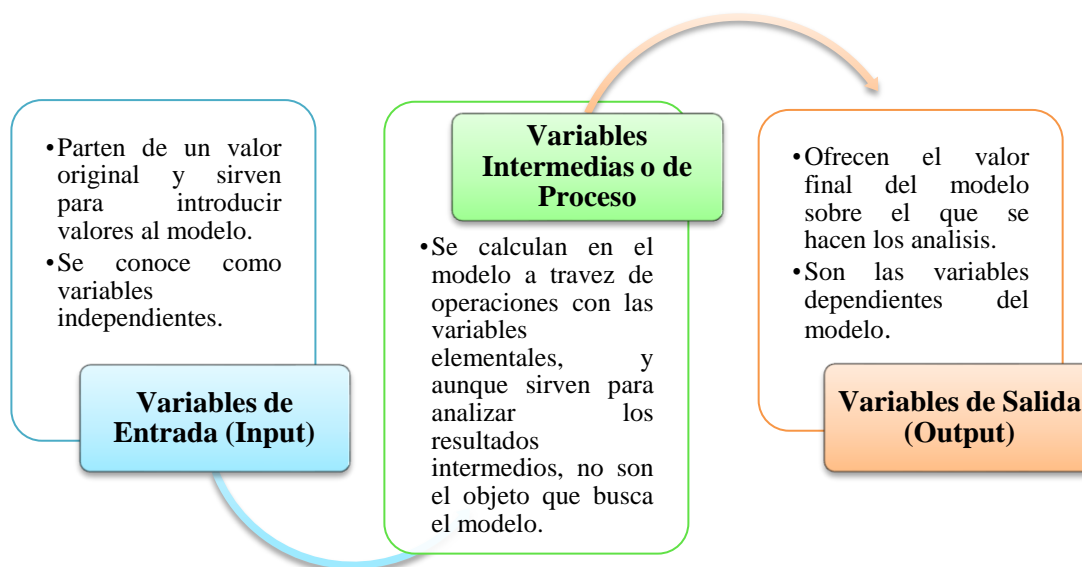 •Parten de un valor
original y sirven
para introducir
valores al modelo.
•Se conoce como
variables
independientes.
Variables de
Entrada (Input)
Variables
Intermedias o de
Proceso
•Se calculan en el
modelo a travez de
operaciones con las
variables
elementales, y
aunque sirven para
analizar los
resultados
intermedios, no son
el objeto que busca
el modelo.
•Ofrecen el valor
final del modelo
sobre el que se
hacen los analisis.
•Son las variables
dependientes del
modelo.
Variables de Salida
(Output)